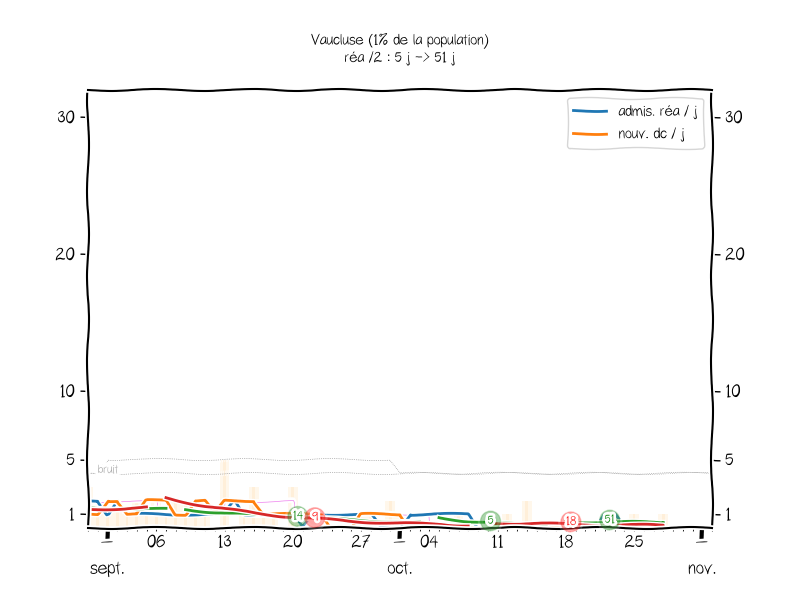 Vaucluse (1% de la population)
réa /2 : 5 j -> 51 j
admis. réa / j
nouv. dc / j
30 30
20 20
10 10
5 5
bruit
1 1
14 9 5 18 51
06 13 20 27 04 11 18 25
sept. oct. nov.